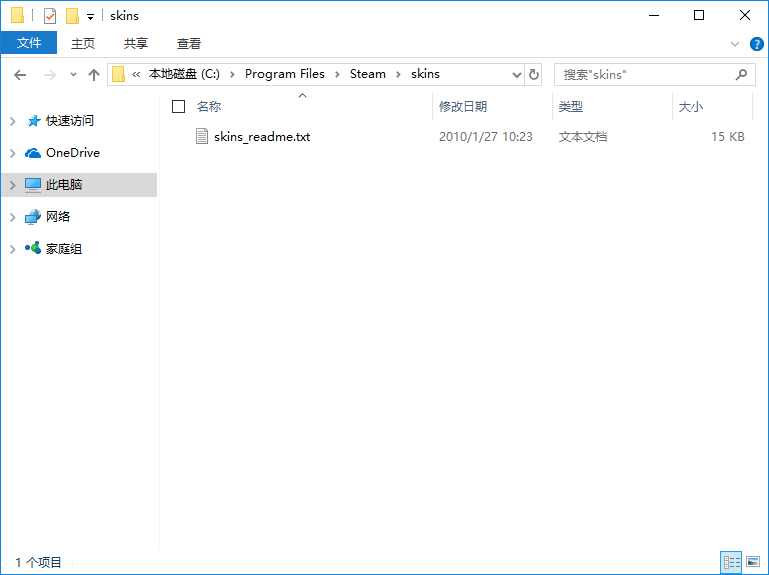 skins
文件 主页 共享 查看
« 本地磁盘 (C:) › Program Files › Steam › skins
搜索"skins"
名称 修改日期 类型 大小
skins_readme.txt 2010/1/27 10:23 文本文档 15 KB
快速访问
OneDrive
此电脑
网络
家庭组
1 个项目